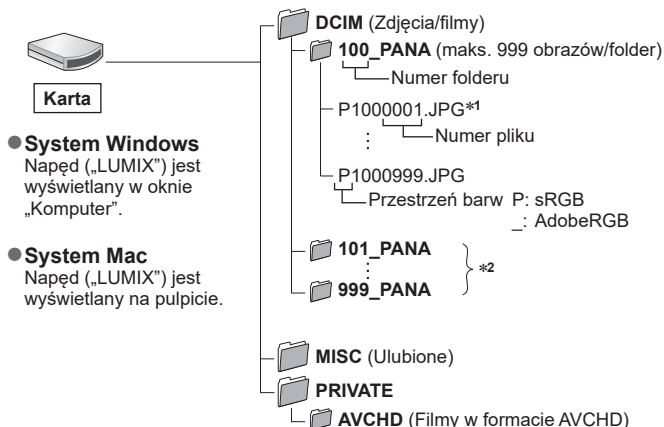 Karta
●System Windows
Napęd („LUMIX”) jest
wyświetlany w oknie
„Komputer”.
●System Mac
Napęd („LUMIX”) jest
wyświetlany na pulpicie.
DCIM (Zdjęcia/filmy)
100_PANA (maks. 999 obrazów/folder)
Numer folderu
P1000001.JPG*1
Numer pliku
P1000999.JPG
Przestrzeń barw P: sRGB
_: AdobeRGB
101_PANA
*2
999_PANA
MISC (Ulubione)
PRIVATE
AVCHD (Filmy w formacie AVCHD)